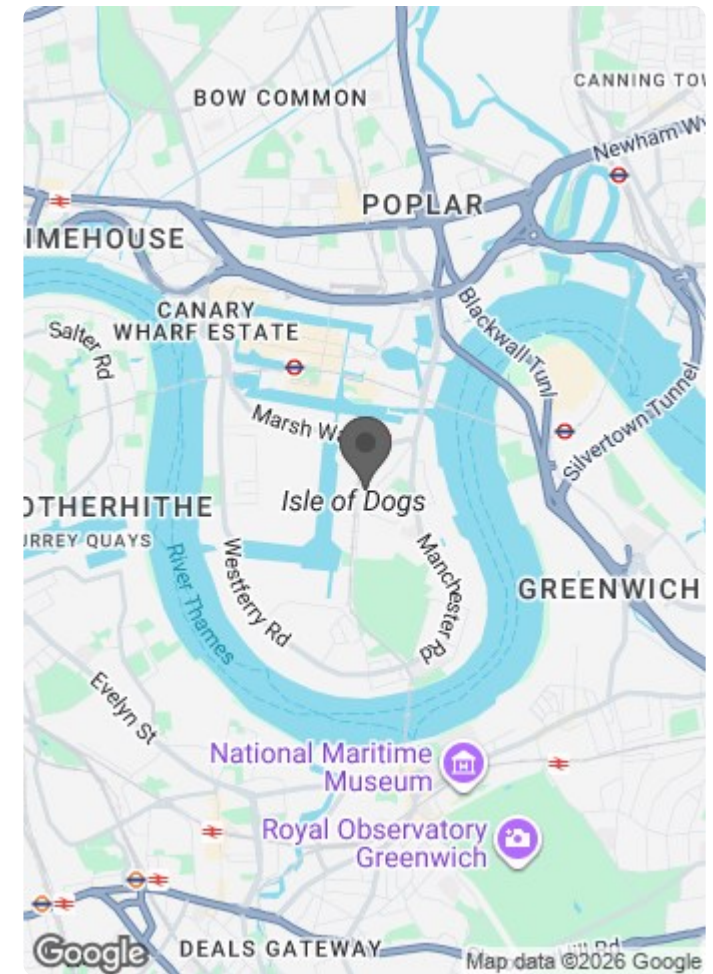 BOW COMMON
CANNING TOW
Newham Wy
POPLAR
IMEHOUSE
CANARY
WHARF ESTATE
Salter Rd
Blackwall Tunl
Silvertown Tunnel
Marsh Wa
Isle of Dogs
OTHERHITHE
URREY QUAYS
River Thames
Westferry Rd
Manchester Rd
GREENWICH
Evelyn St
National Maritime
Museum
Royal Observatory
Greenwich
DEALS GATEWAY
Google
Map data ©2026 Google